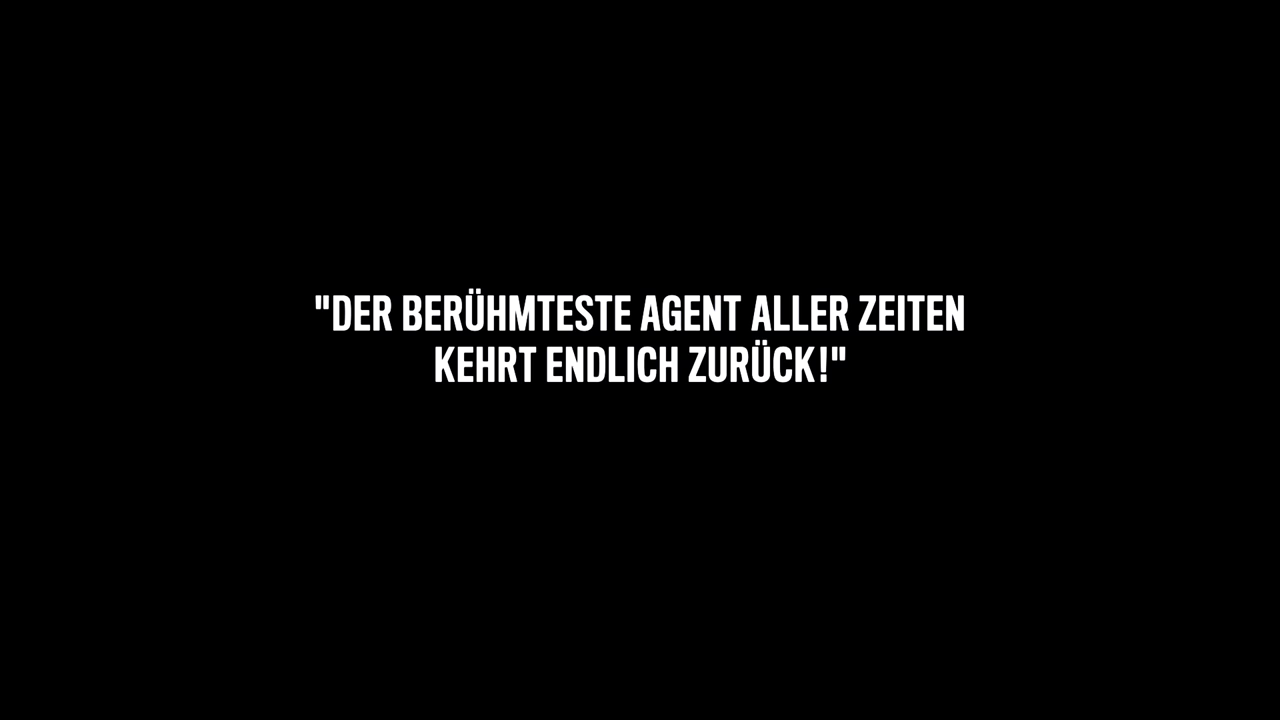 "DER BERÜHMTESTE AGENT ALLER ZEITEN
KEHRT ENDLICH ZURÜCK!"